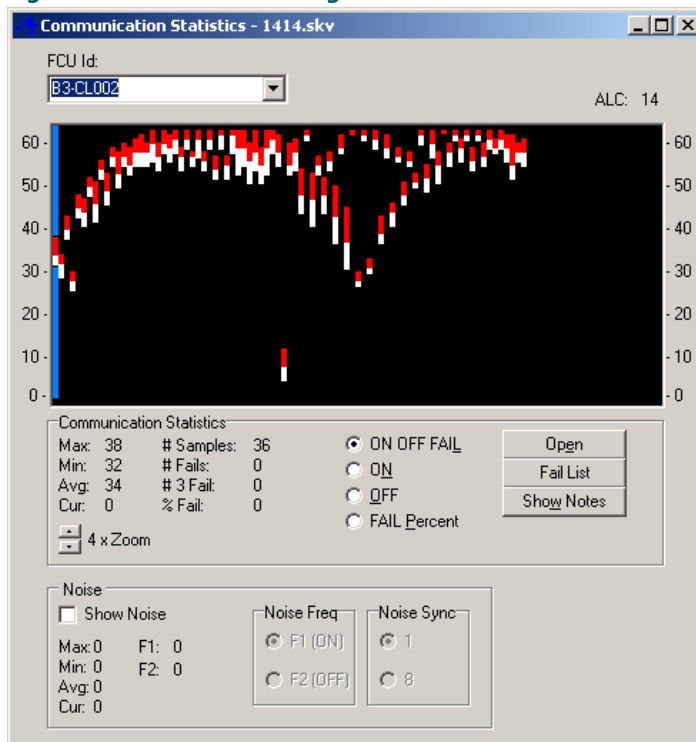 Communication Statistics - 1414.skv
FCU Id:
B3-CL002
ALC: 14
60 - - 60
50 - - 50
40 - - 40
30 - - 30
20 - - 20
10 - - 10
0 - - 0
Communication Statistics
Max: 38 # Samples: 36
Min: 32 # Fails: 0
Avg: 34 # 3 Fail: 0
Cur: 0 % Fail: 0
4 x Zoom
ON OFF FAIL
ON
OFF
FAIL Percent
Open
Fail List
Show Notes
Noise
Show Noise
Max: 0 F1: 0
Min: 0 F2: 0
Avg: 0
Cur: 0
Noise Freq
F1 (ON)
F2 (OFF)
Noise Sync
1
8